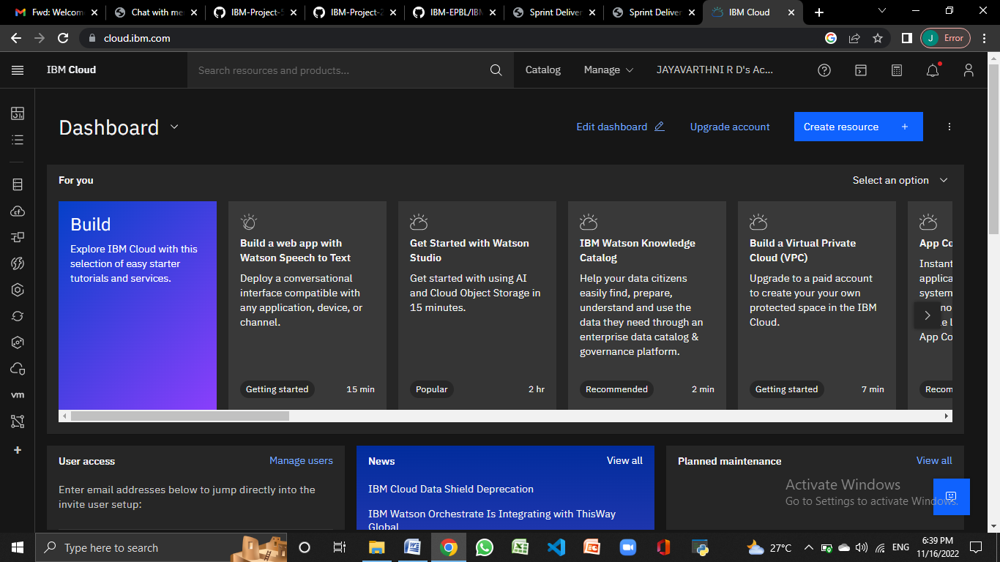 Fwd: Welcom
Chat with me
IBM-Project-5
IBM-Project-2
IBM-EPBL/IBM
Sprint Deliver
Sprint Deliver
IBM Cloud
cloud.ibm.com
J Error
IBM Cloud
Search resources and products...
Catalog
Manage
JAYAVARTHNI R D's Ac...
Dashboard
Edit dashboard
Upgrade account
Create resource +
For you
Select an option
Build
Explore IBM Cloud with this
selection of easy starter
tutorials and services.
Build a web app with
Watson Speech to Text
Deploy a conversational
interface compatible with
any application, device, or
channel.
Getting started 15 min
Get Started with Watson
Studio
Get started with using AI
and Cloud Object Storage in
15 minutes.
Popular 2 hr
IBM Watson Knowledge
Catalog
Help your data citizens
easily find, prepare,
understand and use the
data they need through an
enterprise data catalog &
governance platform.
Recommended 2 min
Build a Virtual Private
Cloud (VPC)
Upgrade to a paid account
to create your your own
protected space in the IBM
Cloud.
Getting started 7 min
App Co
Instant
applica
system
App Co
Recom
vm
User access
Manage users
Enter email addresses below to jump directly into the
invite user setup:
News
View all
IBM Cloud Data Shield Deprecation
IBM Watson Orchestrate Is Integrating with ThisWay
Global
Planned maintenance
View all
Activate Windows
Go to Settings to activate Windows.
Type here to search
27°C
ENG
6:39 PM
11/16/2022